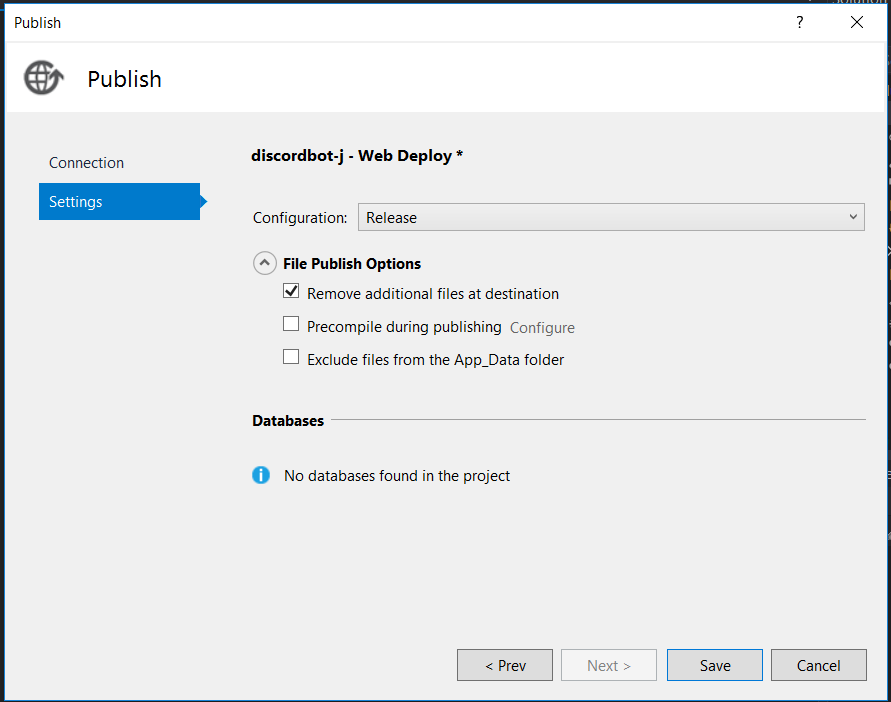 Publish
?
Publish
Connection
Settings
discordbot-j - Web Deploy *
Configuration: Release
File Publish Options
Remove additional files at destination
Precompile during publishing Configure
Exclude files from the App_Data folder
Databases
No databases found in the project
< Prev Next > Save Cancel